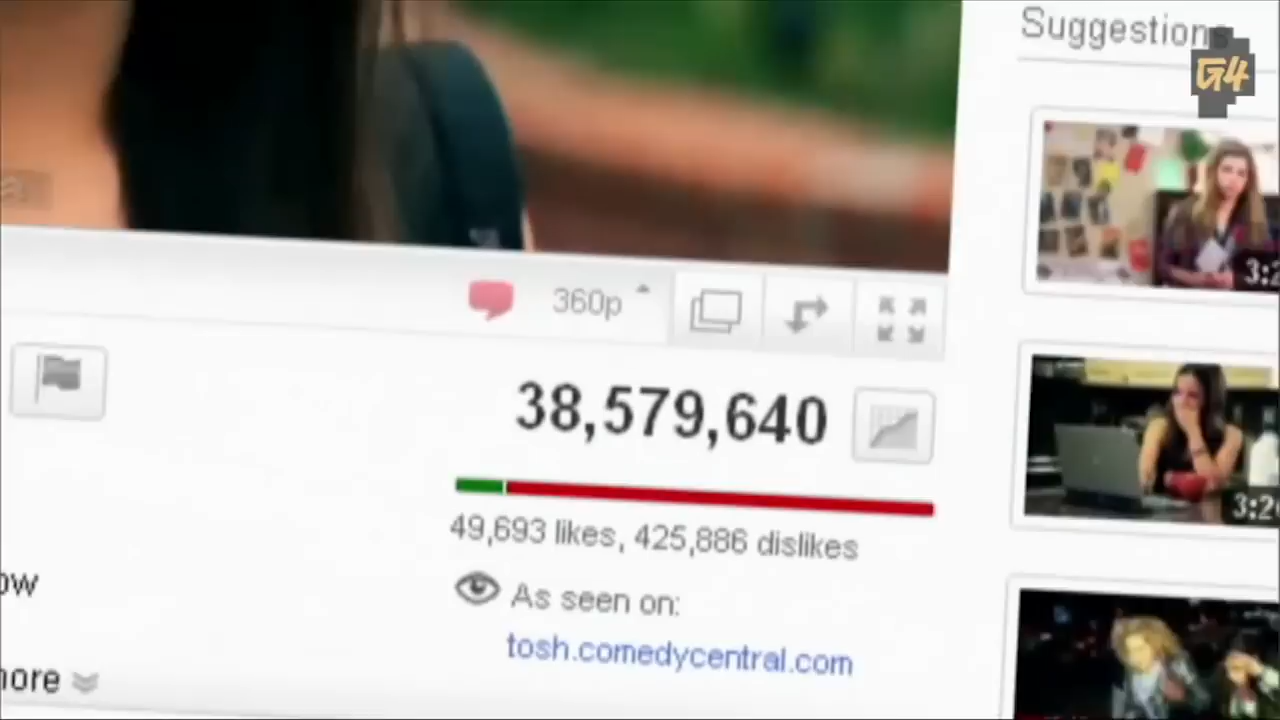 Suggestions
G4
360p
3:2
38,579,640
49,693 likes, 425,886 dislikes
3:2
ow
As seen on:
tosh.comedycentral.com
nore